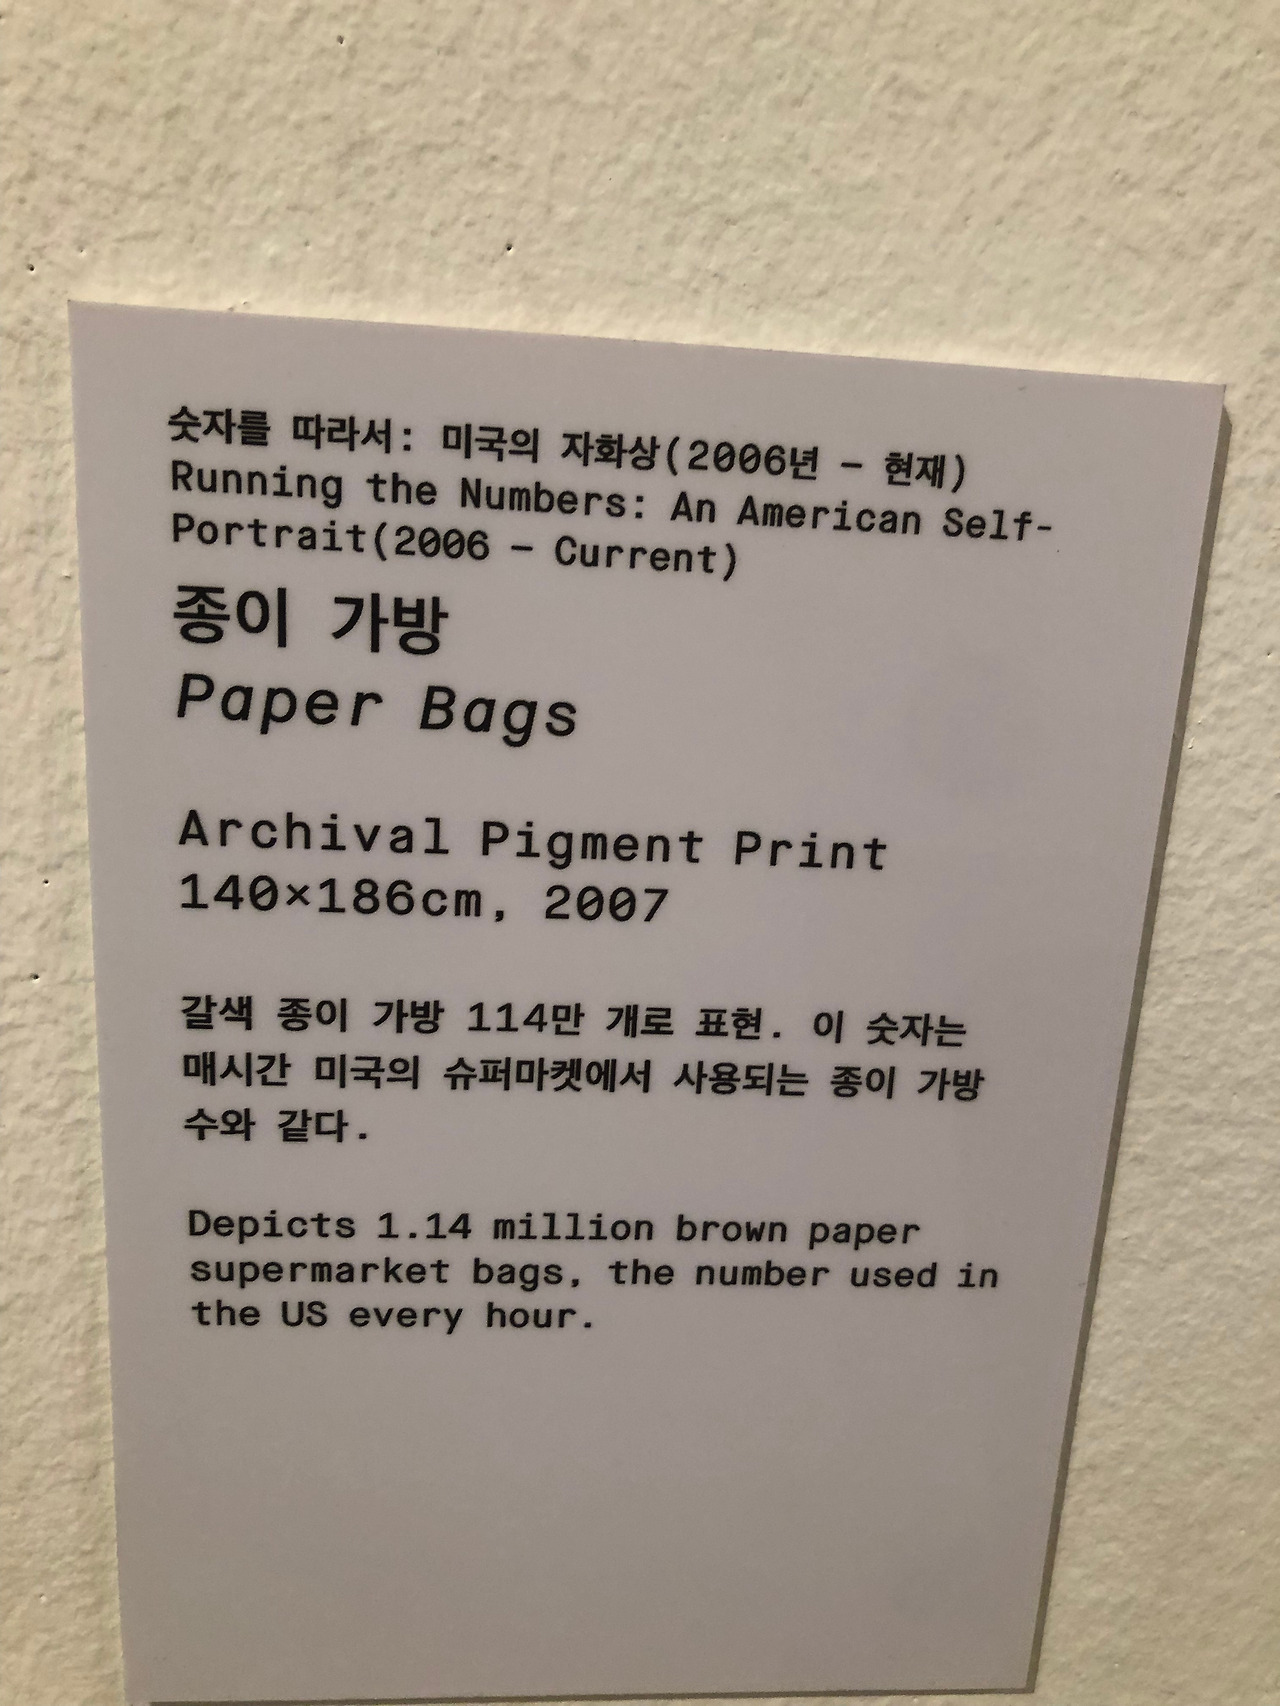 숫자를 따라서: 미국의 자화상(2006년 – 현재)
Running the Numbers: An American Self-
Portrait(2006 – Current)
종이 가방
Paper Bags
Archival Pigment Print
140×186cm, 2007
갈색 종이 가방 114만 개로 표현. 이 숫자는
매시간 미국의 슈퍼마켓에서 사용되는 종이 가방
수와 같다.
Depicts 1.14 million brown paper
supermarket bags, the number used in
the US every hour.